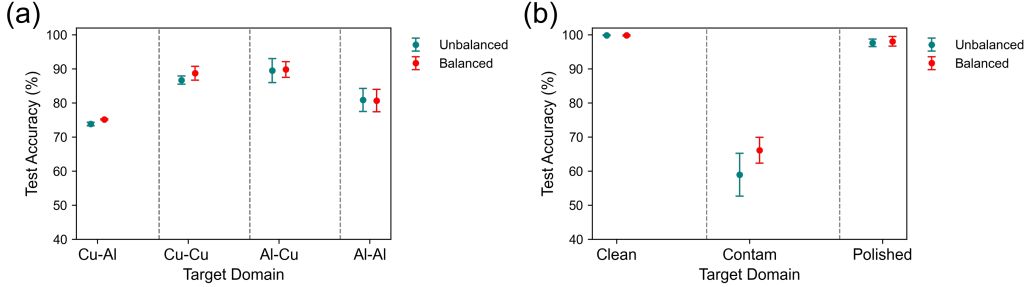 (a)
100
90
80
70
60
50
40
Test Accuracy (%)
Cu-Al
Cu-Cu
Al-Cu
Al-Al
Target Domain
Unbalanced
Balanced
(b)
100
90
80
70
60
50
40
Test Accuracy (%)
Clean
Contam
Polished
Target Domain
Unbalanced
Balanced